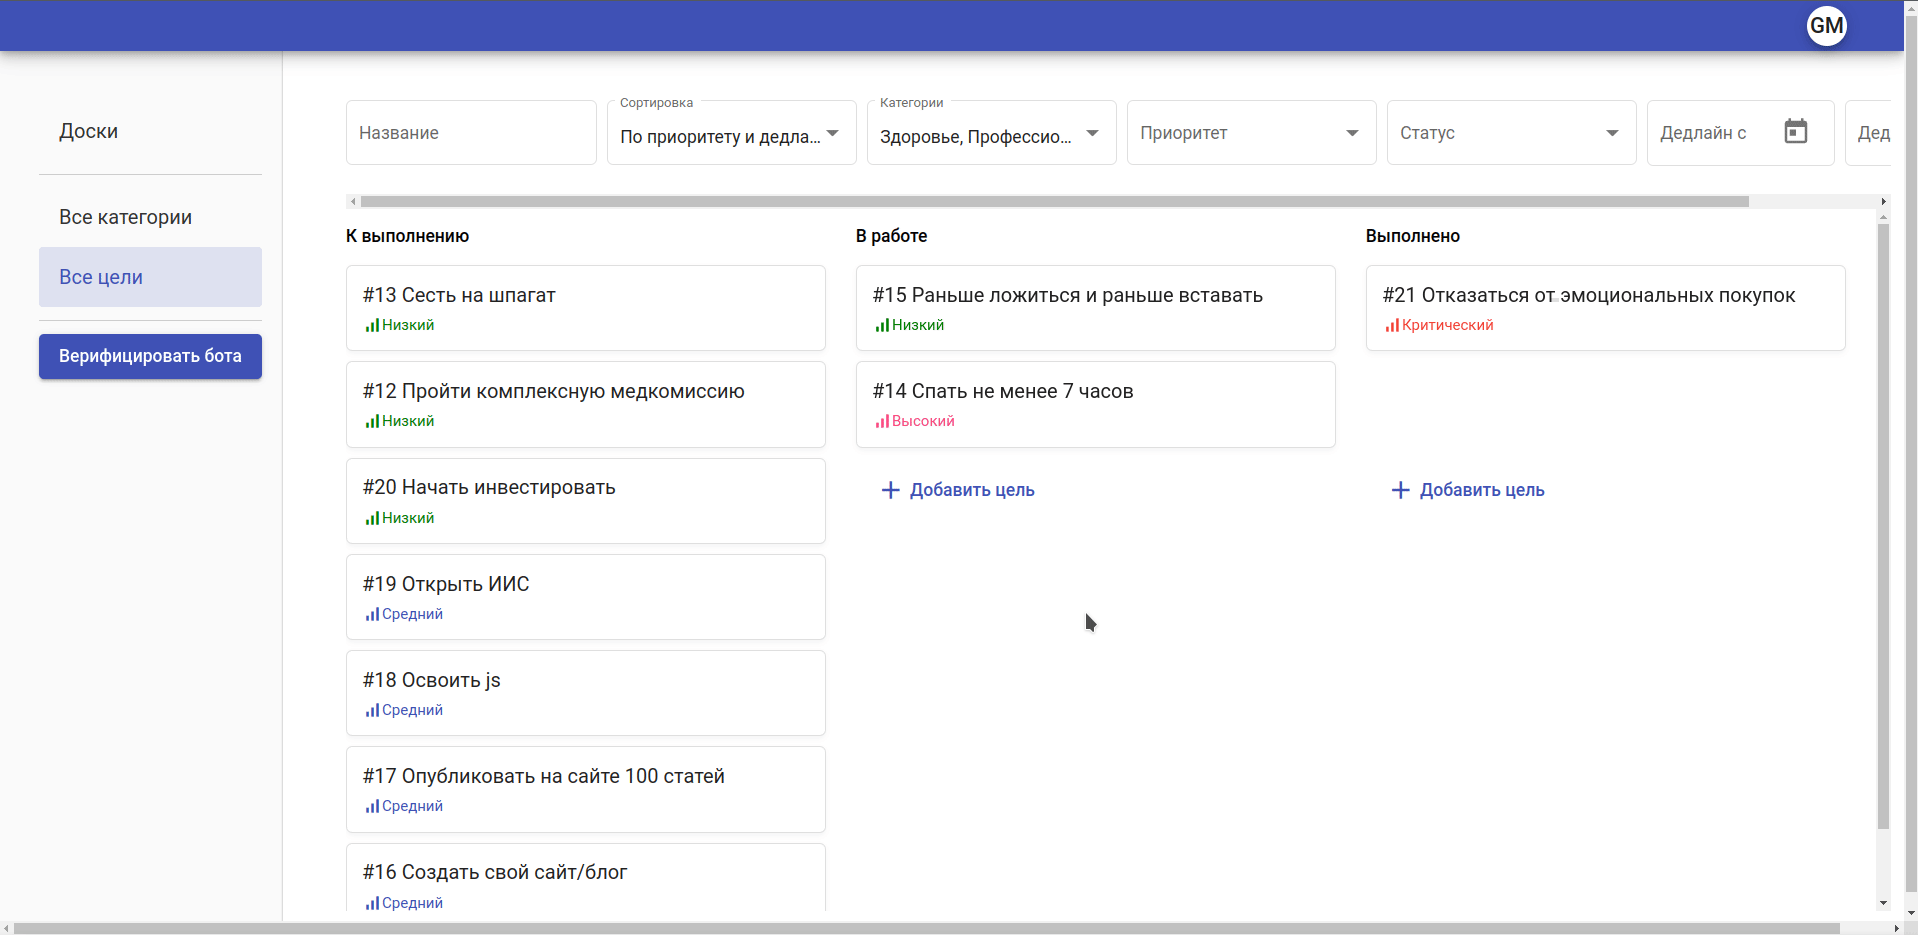 GM
Доски
Все категории
Все цели
Верифицировать бота
Название
Сортировка
По приоритету и дедла...
Категории
Здоровье, Профессио...
Приоритет
Статус
Дедлайн с
Дед
К выполнению
#13 Сесть на шпагат
Низкий
#12 Пройти комплексную медкомиссию
Низкий
#20 Начать инвестировать
Низкий
#19 Открыть ИИС
Средний
#18 Освоить js
Средний
#17 Опубликовать на сайте 100 статей
Средний
#16 Создать свой сайт/блог
Средний
В работе
#15 Раньше ложиться и раньше вставать
Низкий
#14 Спать не менее 7 часов
Высокий
Добавить цель
Выполнено
#21 Отказаться от эмоциональных покупок
Критический
Добавить цель